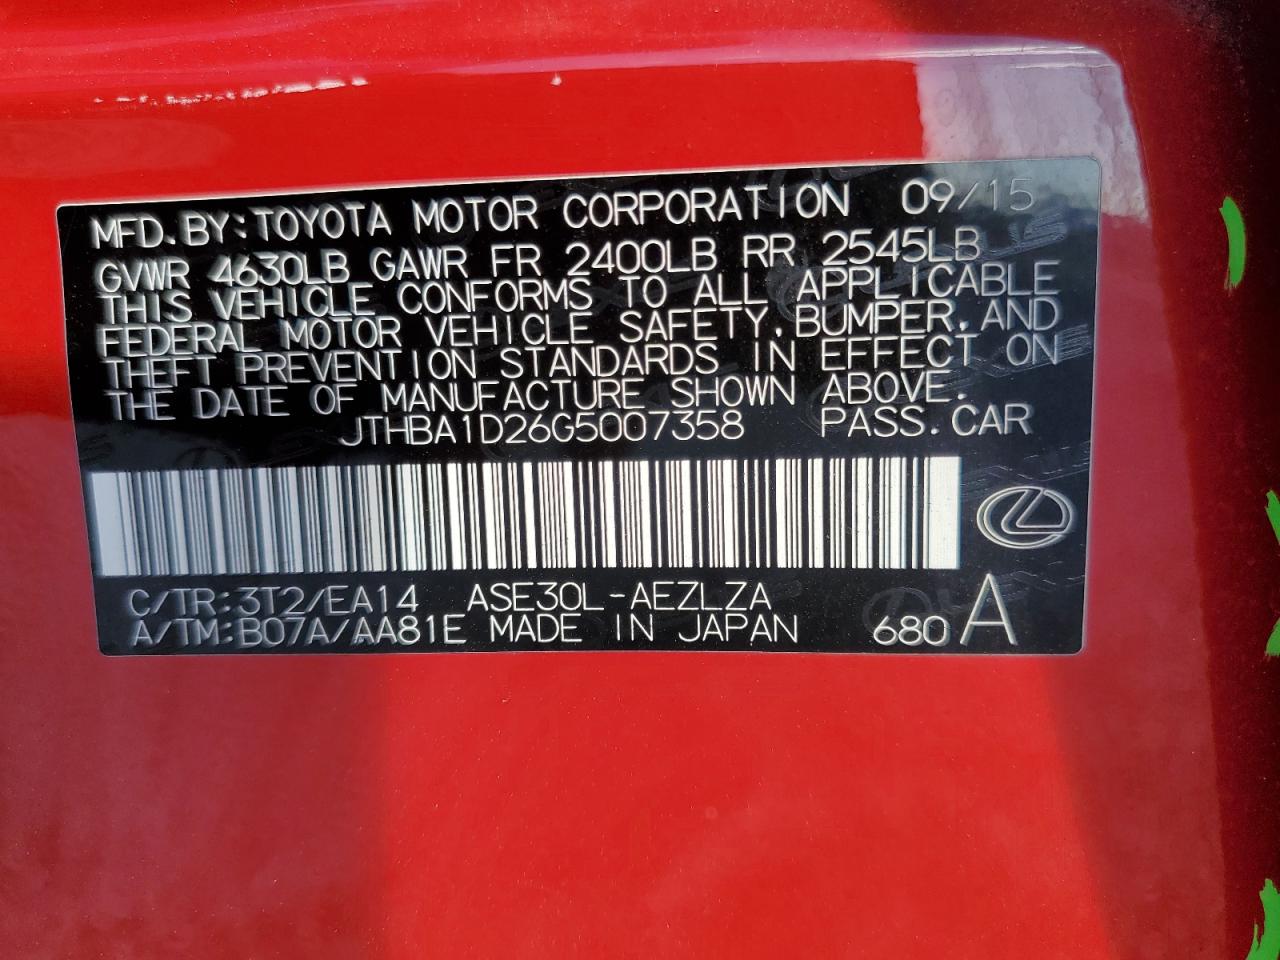 MFD.BY:TOYOTA MOTOR CORPORATION 09/15
GVWR 4630LB GAWR FR 2400LB RR 2545LB
THIS VEHICLE CONFORMS TO ALL APPLICABLE
FEDERAL MOTOR VEHICLE SAFETY,BUMPER,AND
THEFT PREVENTION STANDARDS IN EFFECT ON
THE DATE OF MANUFACTURE SHOWN ABOVE.
JTHBA1D26G5007358 PASS.CAR
C/TR:3T2/EA14 ASE30L-AEZLZA
A/TM:B07A/AA81E MADE IN JAPAN 680 A